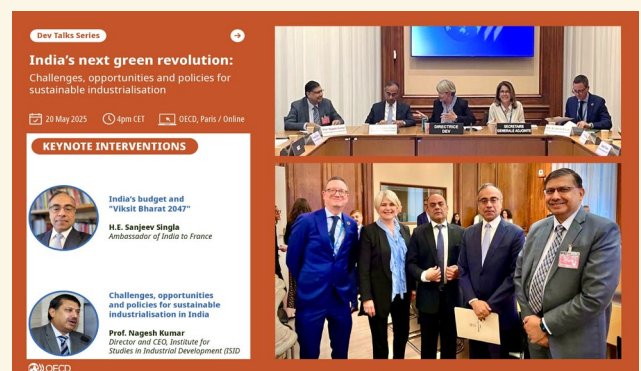 Dev Talks Series
India's next green revolution:
Challenges, opportunities and policies for
sustainable industrialisation
20 May 2025
4pm CET
OECD, Paris / Online
KEYNOTE INTERVENTIONS
India's budget and
"Viksit Bharat 2047"
H.E. Sanjeev Singla
Ambassador of India to France
Challenges, opportunities
and policies for sustainable
industrialisation in India
Prof. Nagesh Kumar
Director and CEO, Institute for
Studies in Industrial Development (ISID
OECD
DIRECTRICE
DEV
SECRETAIRE
GENERALE ADJOINTE